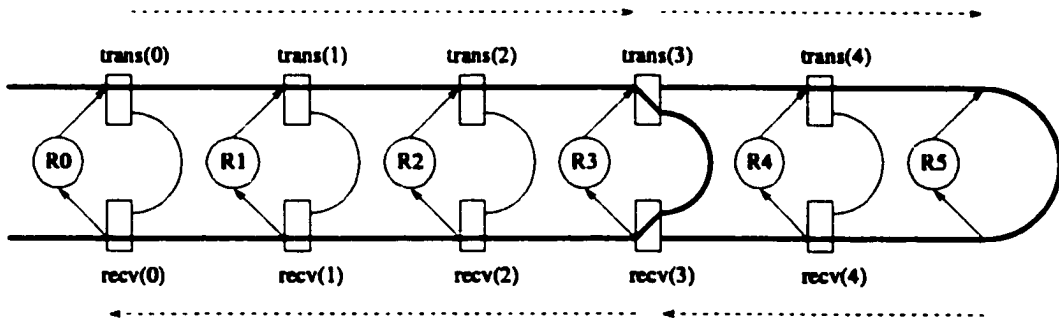 trans(0) trans(1) trans(2) trans(3) trans(4)
R0 R1 R2 R3 R4 R5
recv(0) recv(1) recv(2) recv(3) recv(4)